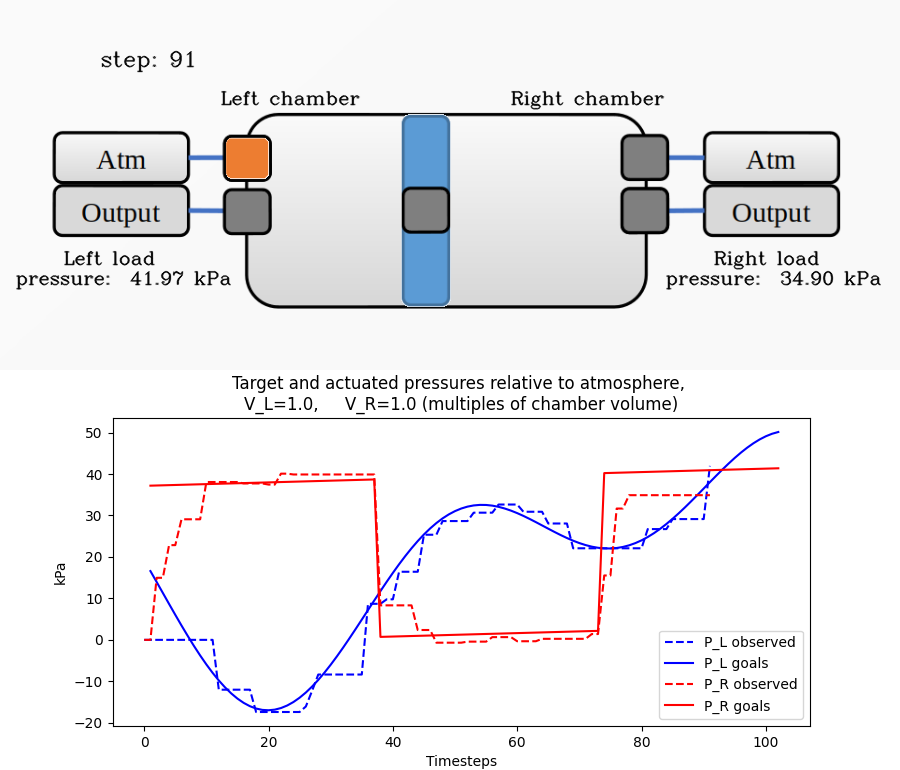 step: 91
Left chamber
Right chamber
Atm
Atm
Output
Output
Left load
pressure: 41.97 kPa
Right load
pressure: 34.90 kPa
Target and actuated pressures relative to atmosphere,
V_L=1.0, V_R=1.0 (multiples of chamber volume)
50
40
30
20
10
0
−10
−20
kPa
P_L observed
P_L goals
P_R observed
P_R goals
0 20 40 60 80 100
Timesteps